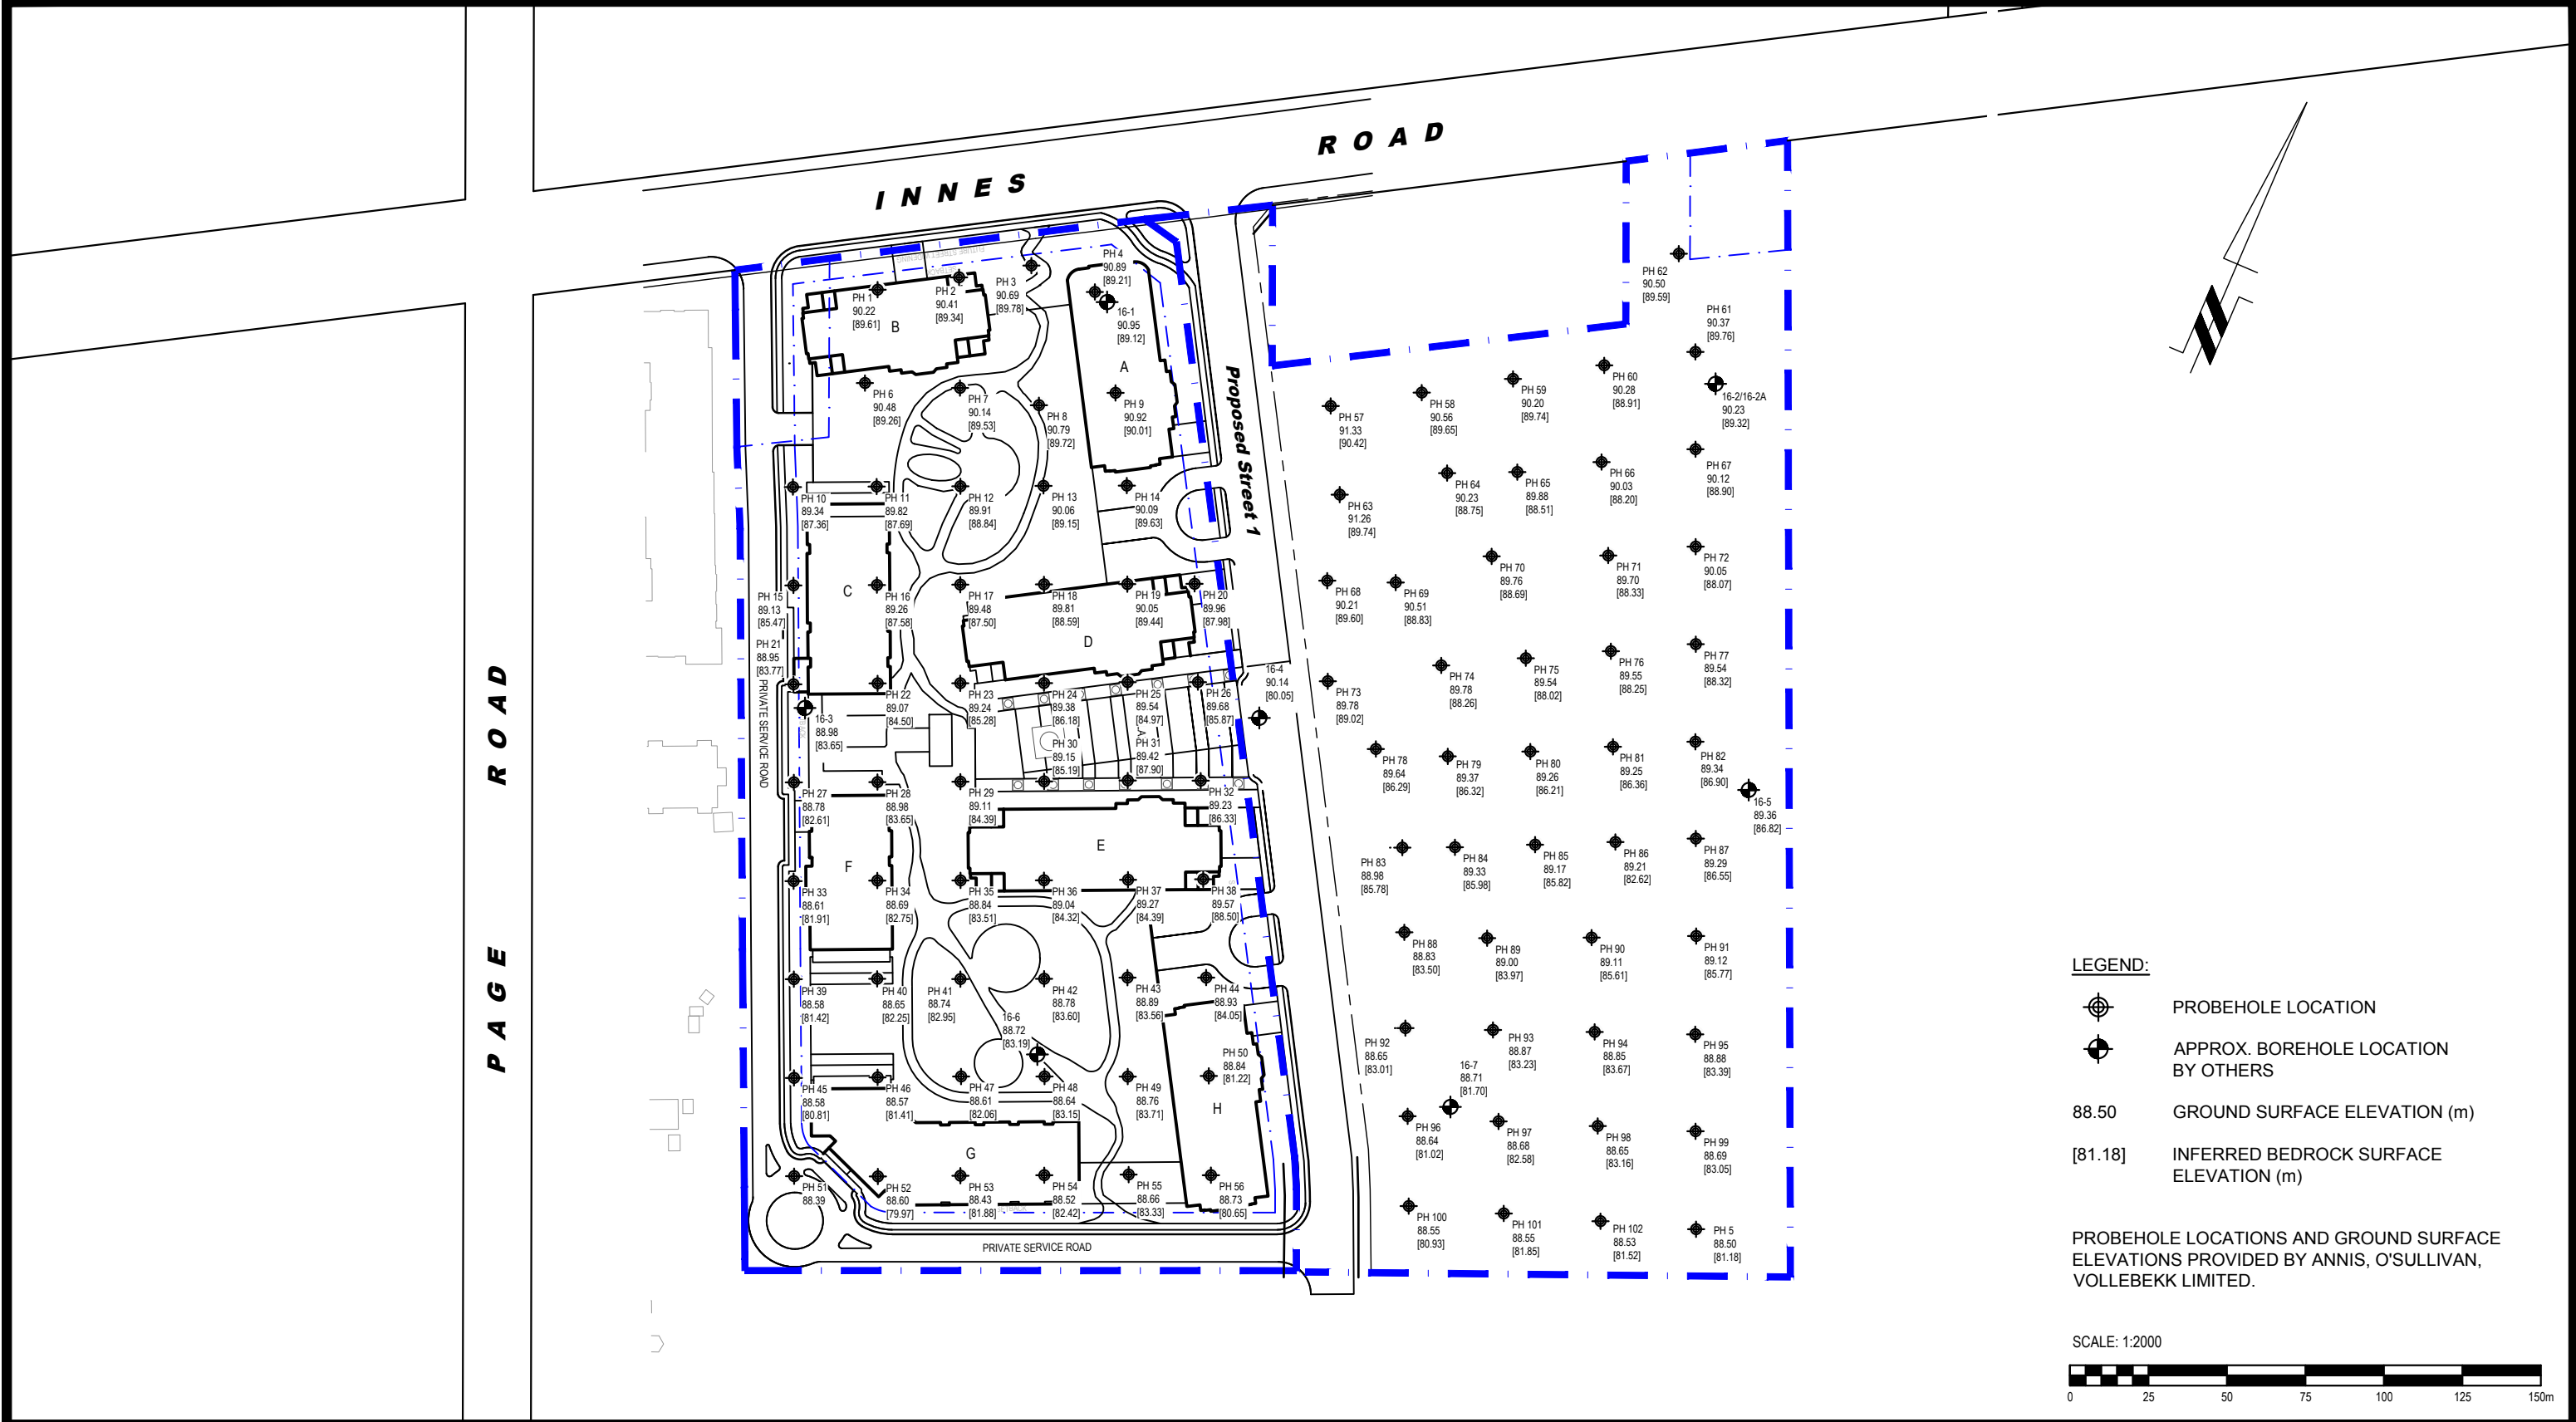 INNES
ROAD
PAGE ROAD
Proposed Street 1
PRIVATE SERVICE ROAD
PRIVATE SERVICE ROAD
A
B
C
D
E
F
G
H
PH 1
90.22
[89.61]
PH 2
90.41
[89.34]
PH 3
90.69
[89.78]
PH 4
90.89
[89.21]
16-1
90.95
[89.12]
PH 6
90.48
[89.26]
PH 7
90.14
[89.53]
PH 8
90.79
[89.72]
PH 9
90.92
[90.01]
PH 10
89.34
[87.36]
PH 11
89.82
[87.69]
PH 12
89.91
[88.84]
PH 13
90.06
[89.15]
PH 14
90.09
[89.63]
PH 15
89.13
[85.47]
PH 16
89.26
[87.58]
PH 17
89.48
[87.50]
PH 18
89.81
[88.59]
PH 19
90.05
[89.44]
PH 20
89.96
[87.98]
PH 21
88.95
[83.77]
16-3
88.98
[83.65]
PH 22
89.07
[84.50]
PH 23
89.24
[85.28]
PH 24
89.38
[86.18]
PH 25
89.54
[84.97]
PH 26
89.68
[85.87]
16-4
90.14
[80.05]
PH 27
88.78
[82.61]
PH 28
88.98
[83.65]
PH 29
89.11
[84.39]
PH 30
89.15
[85.19]
PH 31
89.42
[87.90]
PH 32
89.23
[86.33]
PH 33
88.61
[81.91]
PH 34
88.69
[82.75]
PH 35
88.84
[83.51]
PH 36
89.04
[84.32]
PH 37
89.27
[84.39]
PH 38
89.57
[88.50]
PH 39
88.58
[81.42]
PH 40
88.65
[82.25]
PH 41
88.74
[82.95]
PH 42
88.78
[83.60]
PH 43
88.89
[83.56]
PH 44
88.93
[84.05]
16-6
88.72
[83.19]
PH 45
88.58
[80.81]
PH 46
88.57
[81.41]
PH 47
88.61
[82.06]
PH 48
88.64
[83.15]
PH 49
88.76
[83.71]
PH 50
88.84
[81.22]
PH 51
88.39
PH 52
88.60
[79.97]
PH 53
88.43
[81.88]
PH 54
88.52
[82.42]
PH 55
88.66
[83.33]
PH 56
88.73
[80.65]
PH 57
91.33
[90.42]
PH 58
90.56
[89.65]
PH 59
90.20
[89.74]
PH 60
90.28
[88.91]
PH 61
90.37
[89.76]
PH 62
90.50
[89.59]
16-2/16-2A
90.23
[89.32]
PH 63
91.26
[89.74]
PH 64
90.23
[88.75]
PH 65
89.88
[88.51]
PH 66
90.03
[88.20]
PH 67
90.12
[88.90]
PH 68
90.21
[89.60]
PH 69
90.51
[88.83]
PH 70
89.76
[88.69]
PH 71
89.70
[88.33]
PH 72
90.05
[88.07]
PH 73
89.78
[89.02]
PH 74
89.78
[88.26]
PH 75
89.54
[88.02]
PH 76
89.55
[88.25]
PH 77
89.54
[88.32]
PH 78
89.64
[86.29]
PH 79
89.37
[86.32]
PH 80
89.26
[86.21]
PH 81
89.25
[86.36]
PH 82
89.34
[86.90]
16-5
89.36
[86.82]
PH 83
88.98
[85.78]
PH 84
89.33
[85.98]
PH 85
89.17
[85.82]
PH 86
89.21
[82.62]
PH 87
89.29
[86.55]
PH 88
88.83
[83.50]
PH 89
89.00
[83.97]
PH 90
89.11
[85.61]
PH 91
89.12
[85.77]
PH 92
88.65
[83.01]
PH 93
88.87
[83.23]
PH 94
88.85
[83.67]
PH 95
88.88
[83.39]
16-7
88.71
[81.70]
PH 96
88.64
[81.02]
PH 97
88.68
[82.58]
PH 98
88.65
[83.16]
PH 99
88.69
[83.05]
PH 100
88.55
[80.93]
PH 101
88.55
[81.85]
PH 102
88.53
[81.52]
PH 5
88.50
[81.18]
LEGEND:
PROBEHOLE LOCATION
APPROX. BOREHOLE LOCATION
BY OTHERS
88.50 GROUND SURFACE ELEVATION (m)
[81.18] INFERRED BEDROCK SURFACE
ELEVATION (m)
PROBEHOLE LOCATIONS AND GROUND SURFACE
ELEVATIONS PROVIDED BY ANNIS, O'SULLIVAN,
VOLLEBEKK LIMITED.
SCALE: 1:2000
0 25 50 75 100 125 150m